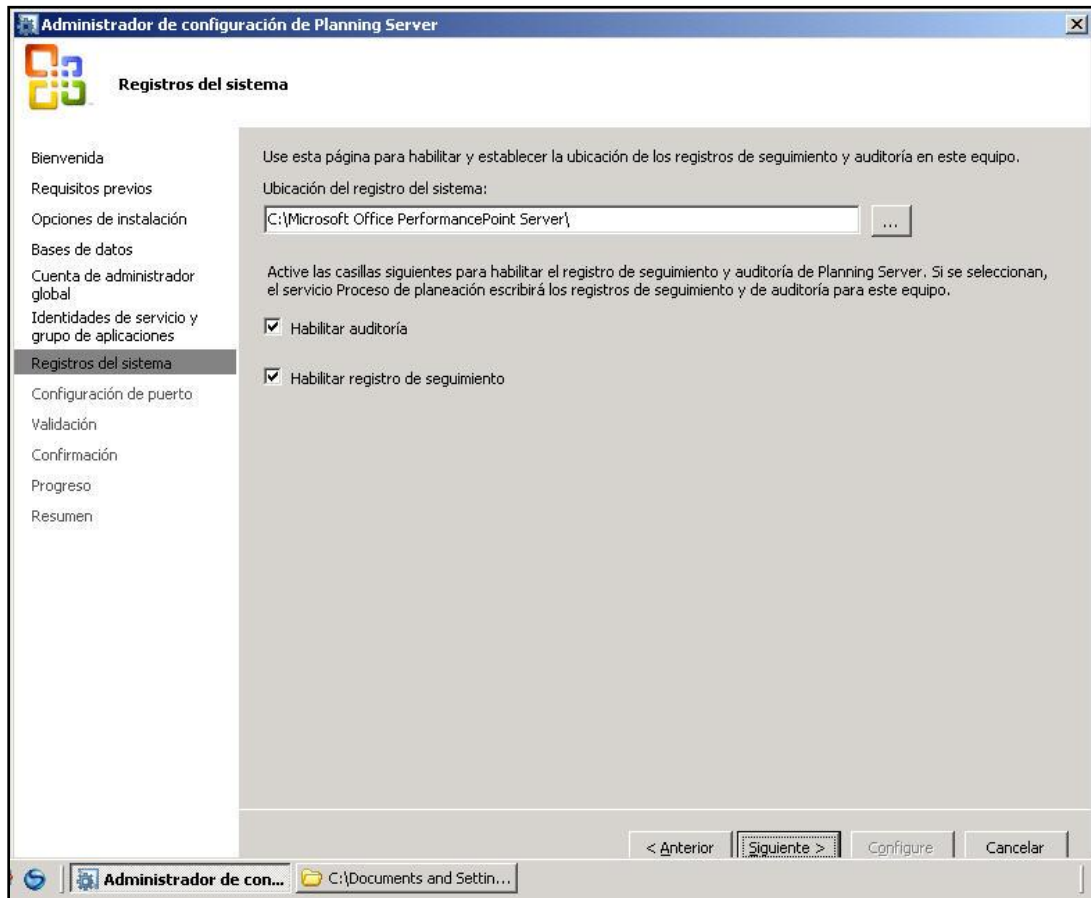 Administrador de configuración de Planning Server
Registros del sistema
Bienvenida
Requisitos previos
Opciones de instalación
Bases de datos
Cuenta de administrador
global
Identidades de servicio y
grupo de aplicaciones
Registros del sistema
Configuración de puerto
Validación
Confirmación
Progreso
Resumen
Use esta página para habilitar y establecer la ubicación de los registros de seguimiento y auditoría en este equipo.
Ubicación del registro del sistema:
C:\Microsoft Office PerformancePoint Server\
...
Active las casillas siguientes para habilitar el registro de seguimiento y auditoría de Planning Server. Si se seleccionan,
el servicio Proceso de planeación escribirá los registros de seguimiento y de auditoría para este equipo.
Habilitar auditoría
Habilitar registro de seguimiento
< Anterior Siguiente > Configure Cancelar
Administrador de con... C:\Documents and Settin...